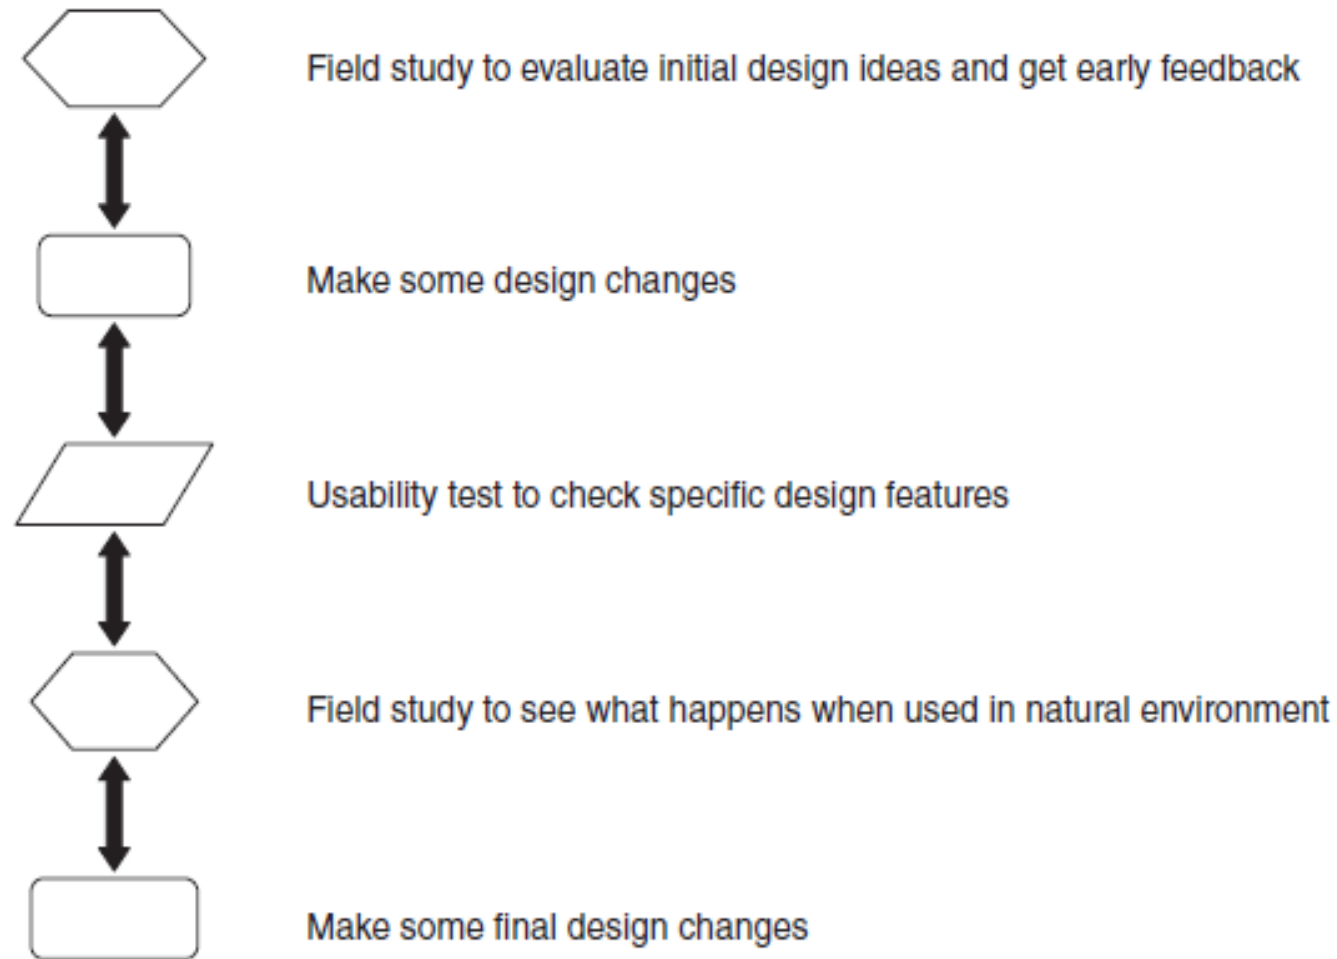 Field study to evaluate initial design ideas and get early feedback
Make some design changes
Usability test to check specific design features
Field study to see what happens when used in natural environment
Make some final design changes